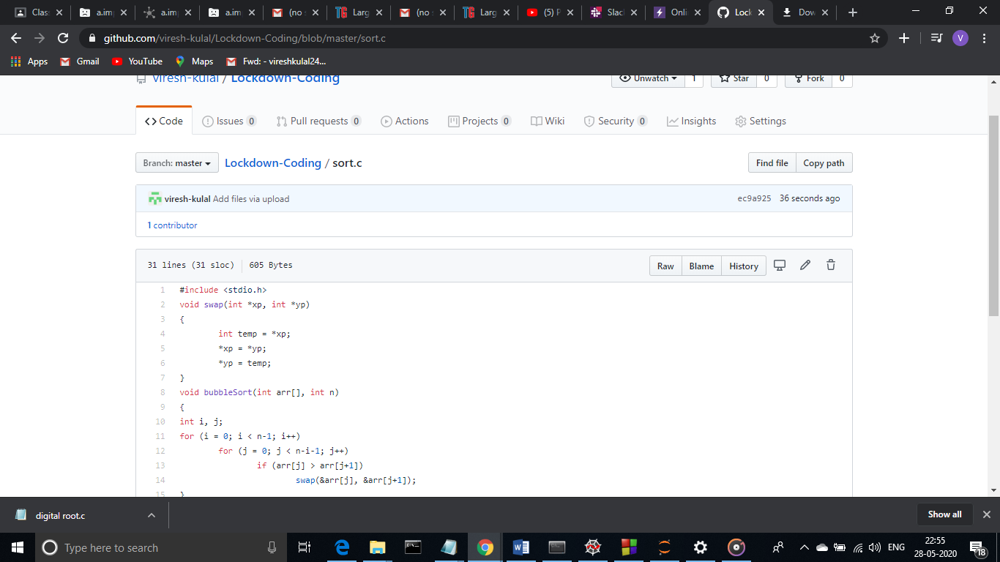 Class
a.im
a.im
a.im
(no
Larg
(no
Larg
(5) P
Slac
Onli
Lock
Dow
github.com/viresh-kulal/Lockdown-Coding/blob/master/sort.c
V
Apps
Gmail
YouTube
Maps
Fwd: - vireshkulal24...
viresh-kulal / Lockdown-Coding
Unwatch 1
Star 0
Fork 0
Code
Issues 0
Pull requests 0
Actions
Projects 0
Wiki
Security 0
Insights
Settings
Branch: master
Lockdown-Coding / sort.c
Find file
Copy path
viresh-kulal Add files via upload
ec9a925 36 seconds ago
1 contributor
31 lines (31 sloc) 605 Bytes
Raw
Blame
History
1 #include <stdio.h>
2 void swap(int *xp, int *yp)
3 {
4 int temp = *xp;
5 *xp = *yp;
6 *yp = temp;
7 }
8 void bubbleSort(int arr[], int n)
9 {
10 int i, j;
11 for (i = 0; i < n-1; i++)
12 for (j = 0; j < n-i-1; j++)
13 if (arr[j] > arr[j+1])
14 swap(&arr[j], &arr[j+1]);
15 }
digital root.c
Show all
Type here to search
ENG
22:55
28-05-2020
18